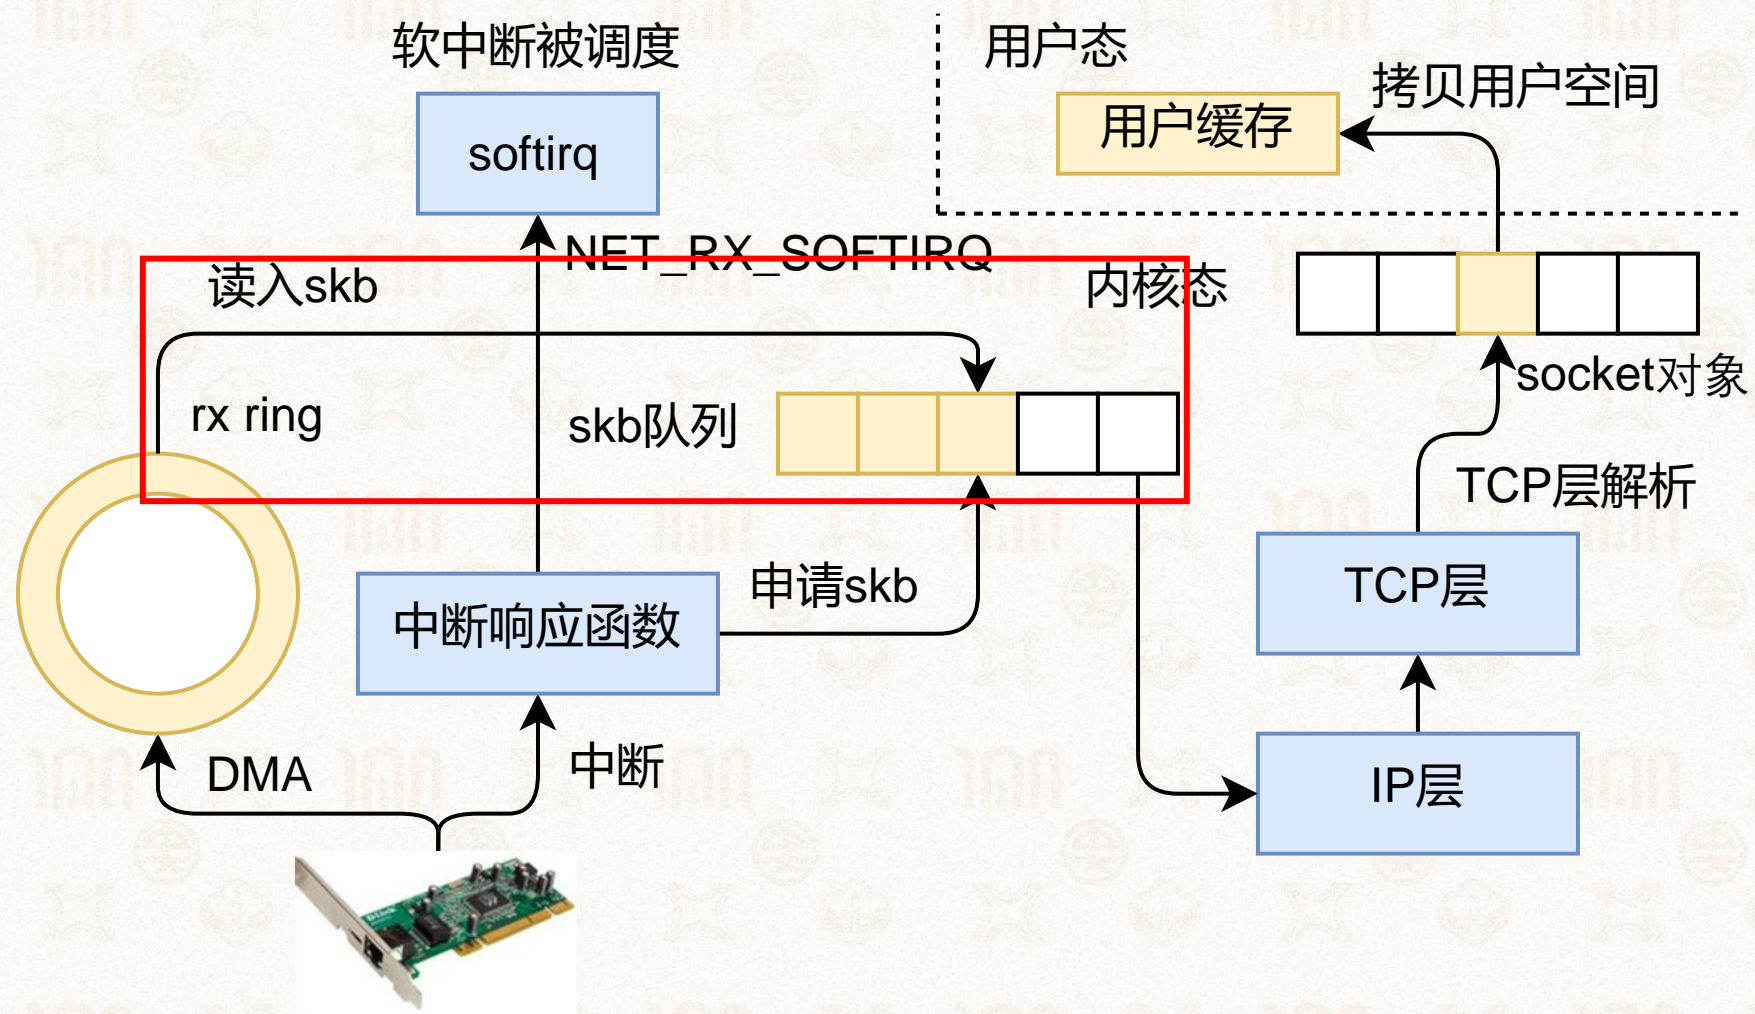 软中断被调度
用户态
拷贝用户空间
用户缓存
softirq
NET_RX_SOFTIRQ
读入skb
内核态
rx ring
skb队列
socket对象
TCP层解析
申请skb
TCP层
中断响应函数
DMA
中断
IP层
D-Link